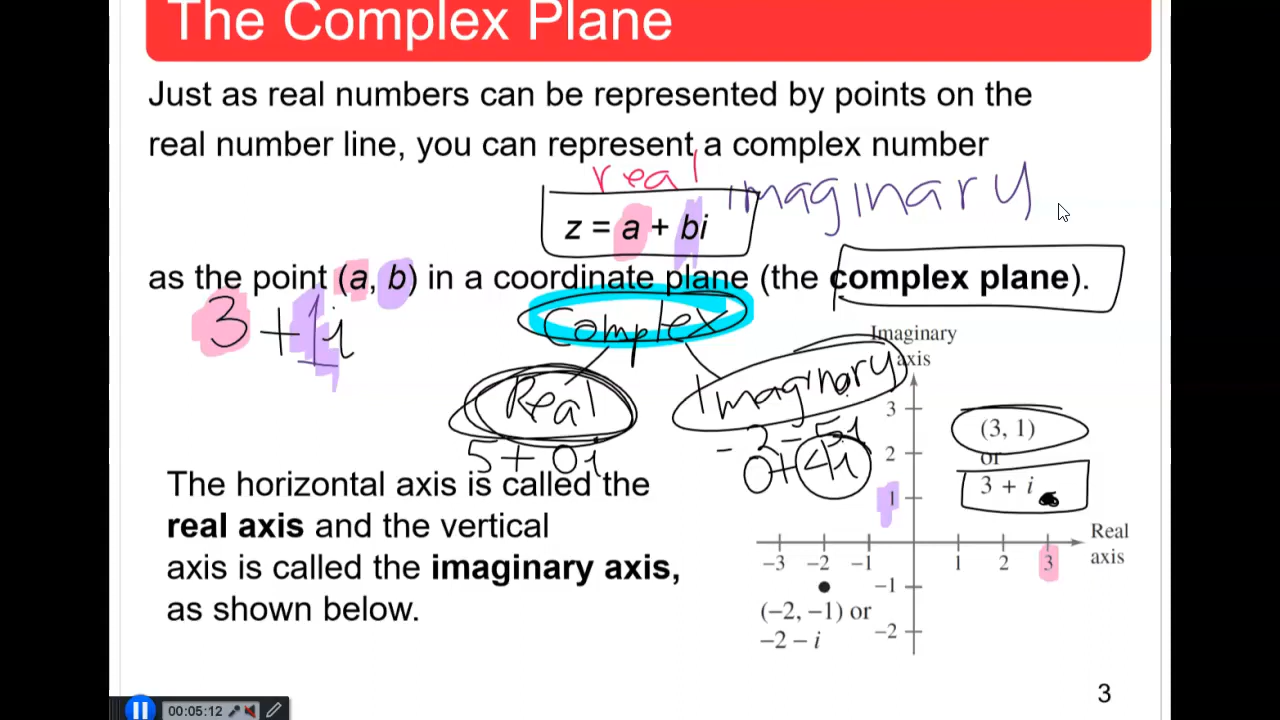 The Complex Plane
Just as real numbers can be represented by points on the
real number line, you can represent a complex number
real
imaginary
z = a + bi
as the point (a, b) in a coordinate plane (the complex plane).
3 + 1i
Complex
Real
Imaginary
5 + 0i
-3 - 5i
0 + 4i
The horizontal axis is called the
real axis and the vertical
axis is called the imaginary axis,
as shown below.
Imaginary
axis
3
2
1
−1
−2
(3, 1)
or
3 + i
Real
axis
−3 −2 −1 1 2 3
(−2, −1) or
−2 − i
3
00:05:12